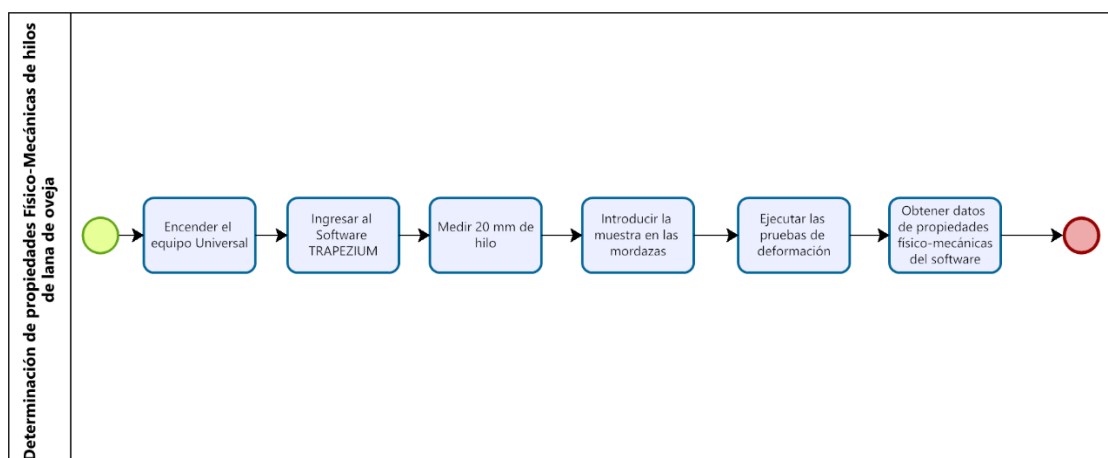 Determinación de propiedades Físico-Mecánicas de hilos
de lana de oveja
Encender el
equipo Universal
Ingresar al
Software
TRAPEZIUM
Medir 20 mm de
hilo
Introducir la
muestra en las
mordazas
Ejecutar las
pruebas de
deformación
Obtener datos
de propiedades
físico-mecánicas
del software